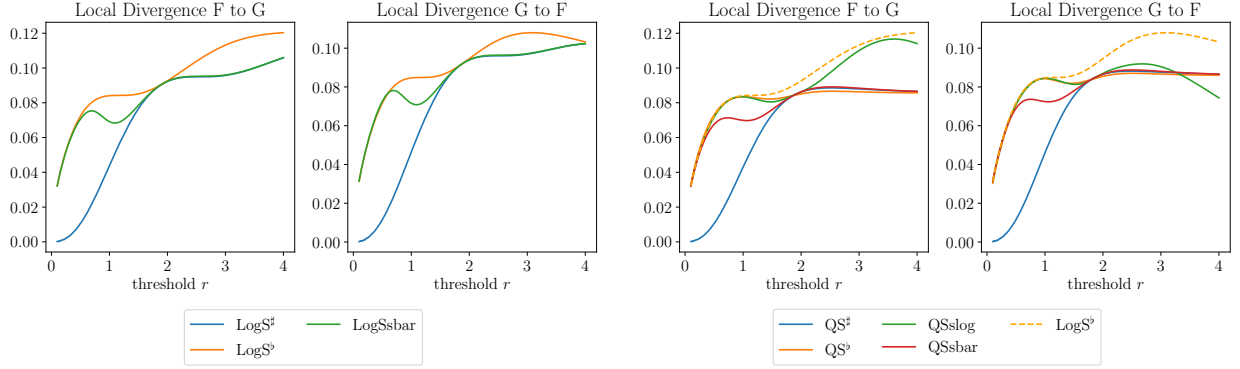 Local Divergence F to G
0.12
0.10
0.08
0.06
0.04
0.02
0.00
0 1 2 3 4
threshold r
Local Divergence G to F
0.10
0.08
0.06
0.04
0.02
0.00
0 1 2 3 4
threshold r
LogS♯
LogS♭
LogSsbar
Local Divergence F to G
0.12
0.10
0.08
0.06
0.04
0.02
0.00
0 1 2 3 4
threshold r
Local Divergence G to F
0.10
0.08
0.06
0.04
0.02
0.00
0 1 2 3 4
threshold r
QS♯
QS♭
QSslog
QSsbar
LogS♭